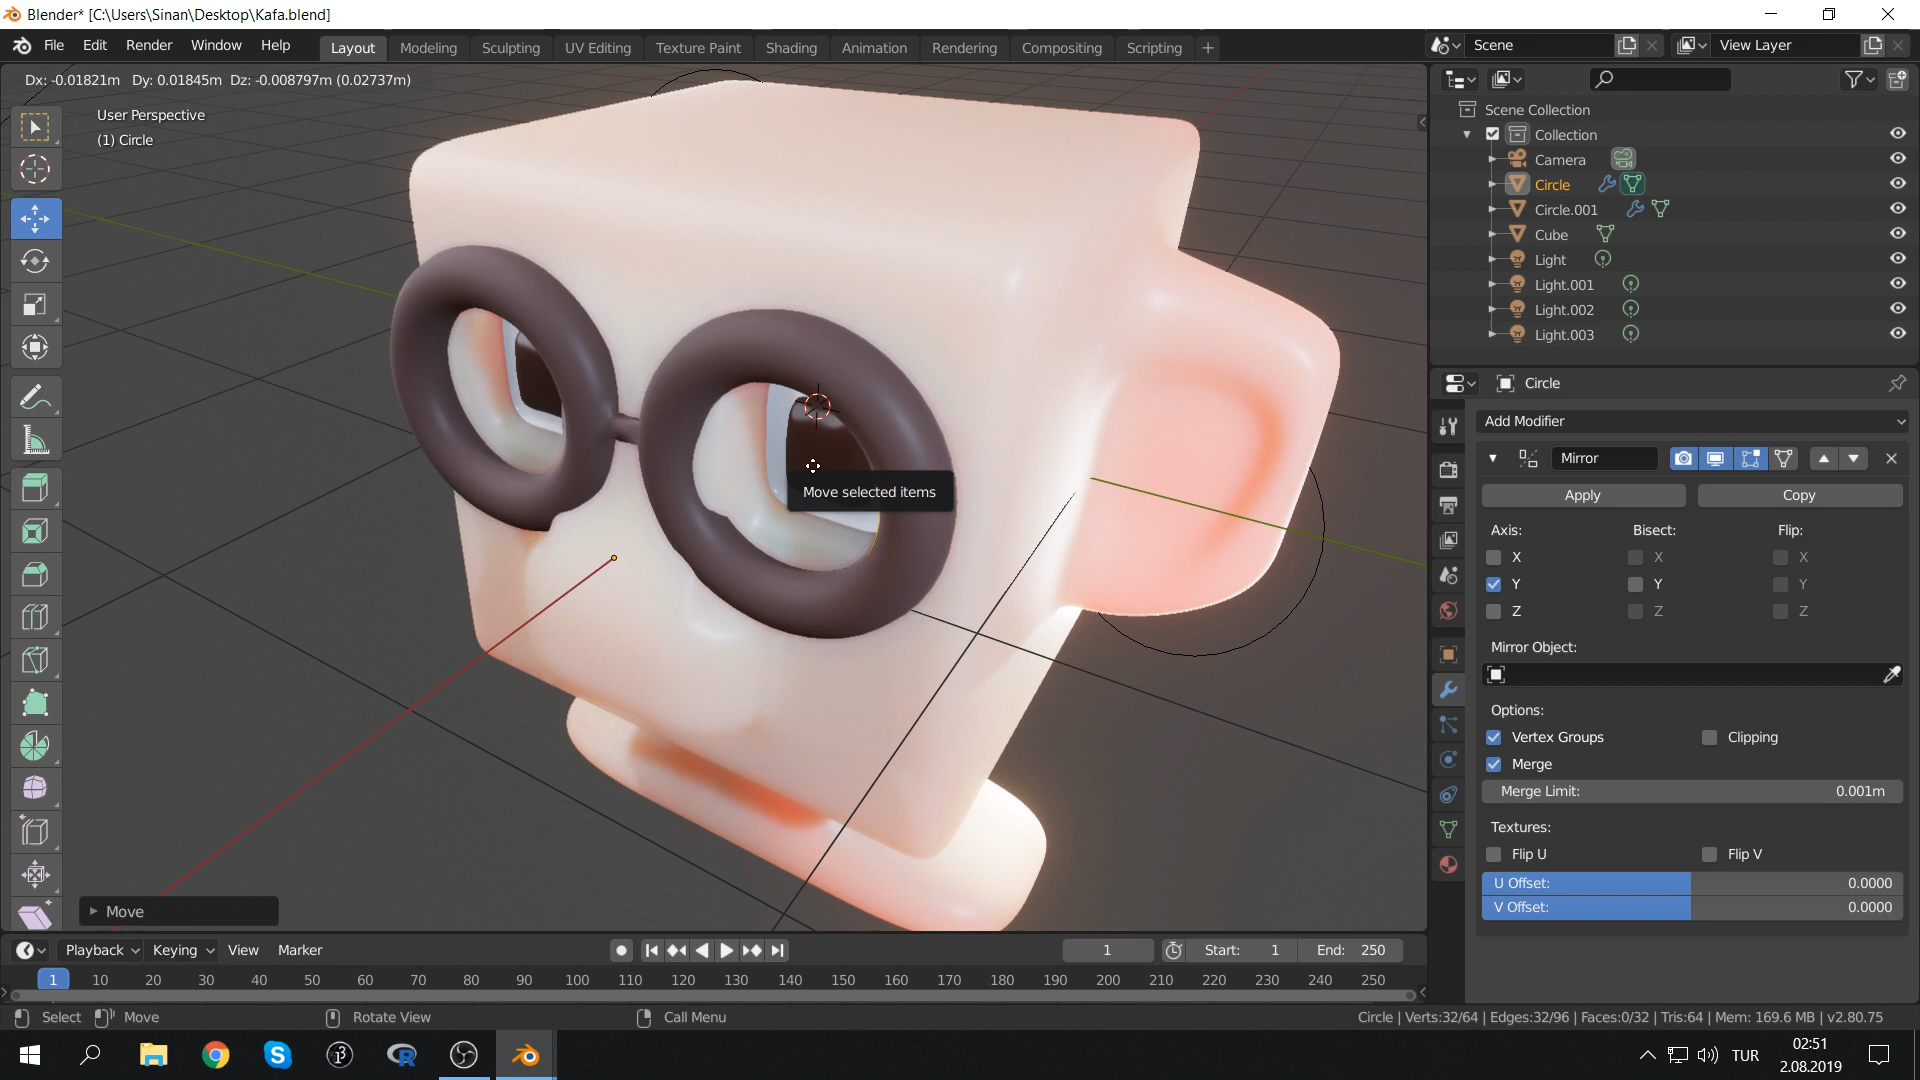 Blender* [C:\Users\Sinan\Desktop\Kafa.blend]
File Edit Render Window Help Layout Modeling Sculpting UV Editing Texture Paint Shading Animation Rendering Compositing Scripting + Scene View Layer
Dx: -0.01821m Dy: 0.01845m Dz: -0.008797m (0.02737m)
User Perspective
(1) Circle
Move selected items
Move
Scene Collection
Collection
Camera
Circle
Circle.001
Cube
Light
Light.001
Light.002
Light.003
Circle
Add Modifier
Mirror
Apply Copy
Axis: Bisect: Flip:
X X X
Y Y Y
Z Z Z
Mirror Object:
Options:
Vertex Groups Clipping
Merge
Merge Limit: 0.001m
Textures:
Flip U Flip V
U Offset: 0.0000
V Offset: 0.0000
Playback Keying View Marker 1 Start: 1 End: 250
1 10 20 30 40 50 60 70 80 90 100 110 120 130 140 150 160 170 180 190 200 210 220 230 240 250
Select Move Rotate View Call Menu Circle | Verts:32/64 | Edges:32/96 | Faces:0/32 | Tris:64 | Mem: 169.6 MB | v2.80.75
TUR
02:51
2.08.2019